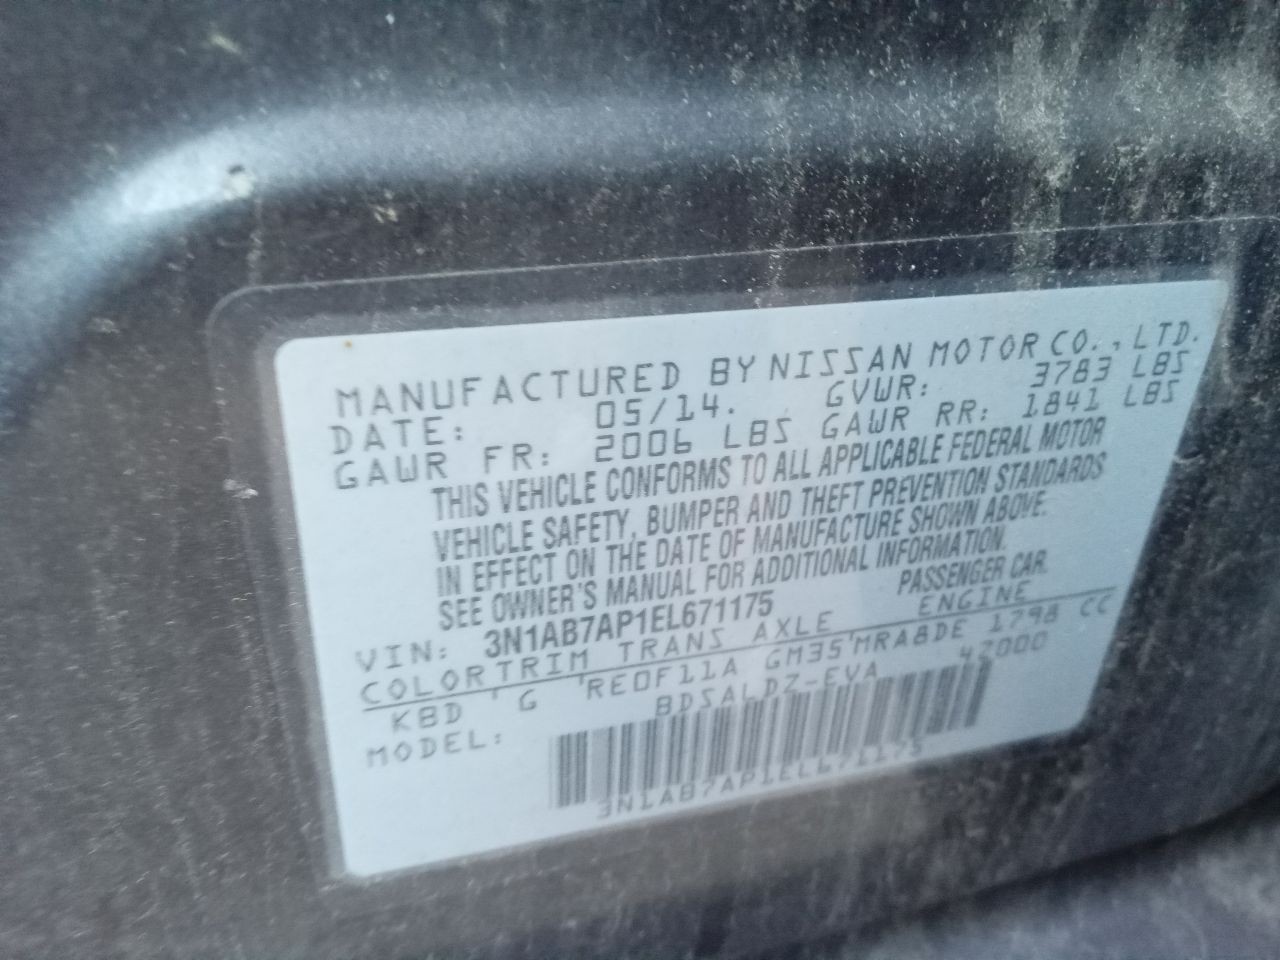 MANUFACTURED BY NISSAN MOTOR CO., LTD.
DATE: 05/14. GVWR: 3783 LBS
GAWR FR: 2006 LBS GAWR RR: 1841 LBS
THIS VEHICLE CONFORMS TO ALL APPLICABLE FEDERAL MOTOR
VEHICLE SAFETY, BUMPER AND THEFT PREVENTION STANDARDS
IN EFFECT ON THE DATE OF MANUFACTURE SHOWN ABOVE.
SEE OWNER'S MANUAL FOR ADDITIONAL INFORMATION.
VIN: 3N1AB7AP1EL671175 PASSENGER CAR
COLOR TRIM TRANS AXLE ENGINE
KBD G RE0F11A GM35 MRA8DE 1798 CC
MODEL: BDSALDZ-EVA 42000
3N1AB7AP1EL671175